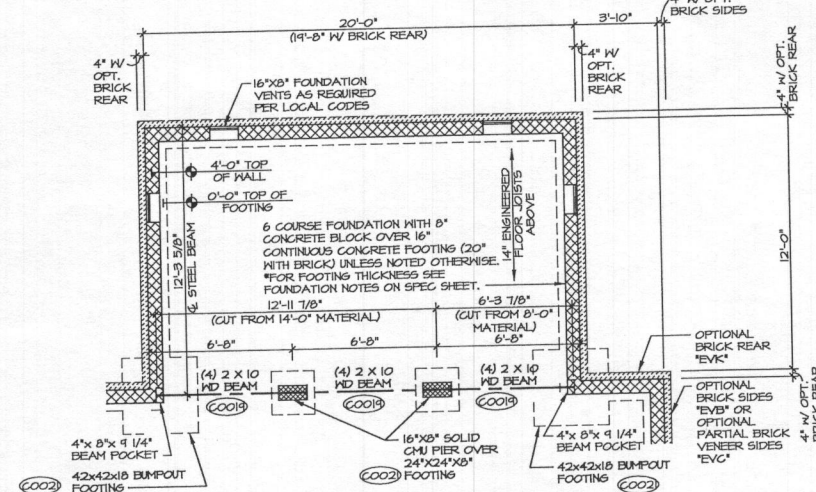 20'-0"
(19'-8" W/ BRICK REAR)
3'-10"
BRICK SIDES
4" W/
OPT.
BRICK
REAR
4" W/
OPT.
BRICK
REAR
4" W/ OPT.
BRICK REAR
16"X8" FOUNDATION
VENTS AS REQUIRED
PER LOCAL CODES
4'-0" TOP
OF WALL
0'-0" TOP OF
FOOTING
12'-3 5/8"
℄ STEEL BEAM
14" ENGINEERED
FLOOR JOISTS
ABOVE
12'-0"
6 COURSE FOUNDATION WITH 8"
CONCRETE BLOCK OVER 16"
CONTINUOUS CONCRETE FOOTING (20"
WITH BRICK) UNLESS NOTED OTHERWISE.
*FOR FOOTING THICKNESS SEE
FOUNDATION NOTES ON SPEC SHEET.
12'-11 7/8"
(CUT FROM 14'-0" MATERIAL)
6'-3 7/8"
(CUT FROM 8'-0"
MATERIAL)
6'-8"
6'-8"
6'-8"
(4) 2 X 10
WD BEAM
C0019
(4) 2 X 10
WD BEAM
C0019
(4) 2 X 10
WD BEAM
C0019
OPTIONAL
BRICK REAR
"EVK"
OPTIONAL
BRICK SIDES
"EVB" OR
OPTIONAL
PARTIAL BRICK
VENEER SIDES
"EVC"
4" W/ OPT.
BRICK REAR
4"x 8"x 9 1/4"
BEAM POCKET
42x42x18 BUMPOUT
FOOTING
C0021
16"X8" SOLID
CMU PIER OVER
24"X24"X8"
FOOTING
C0021
4"x 8"x 9 1/4"
BEAM POCKET
42x42x18 BUMPOUT
FOOTING
C0021